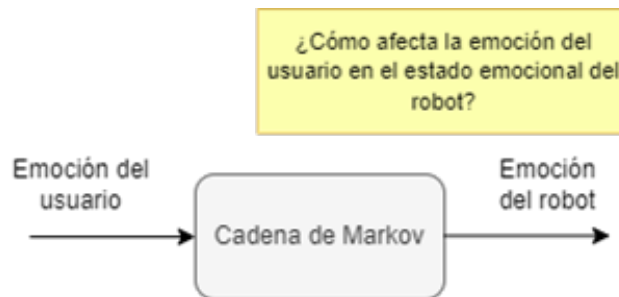 ¿Cómo afecta la emoción del
usuario en el estado emocional del
robot?
Emoción del
usuario
Cadena de Markov
Emoción
del robot